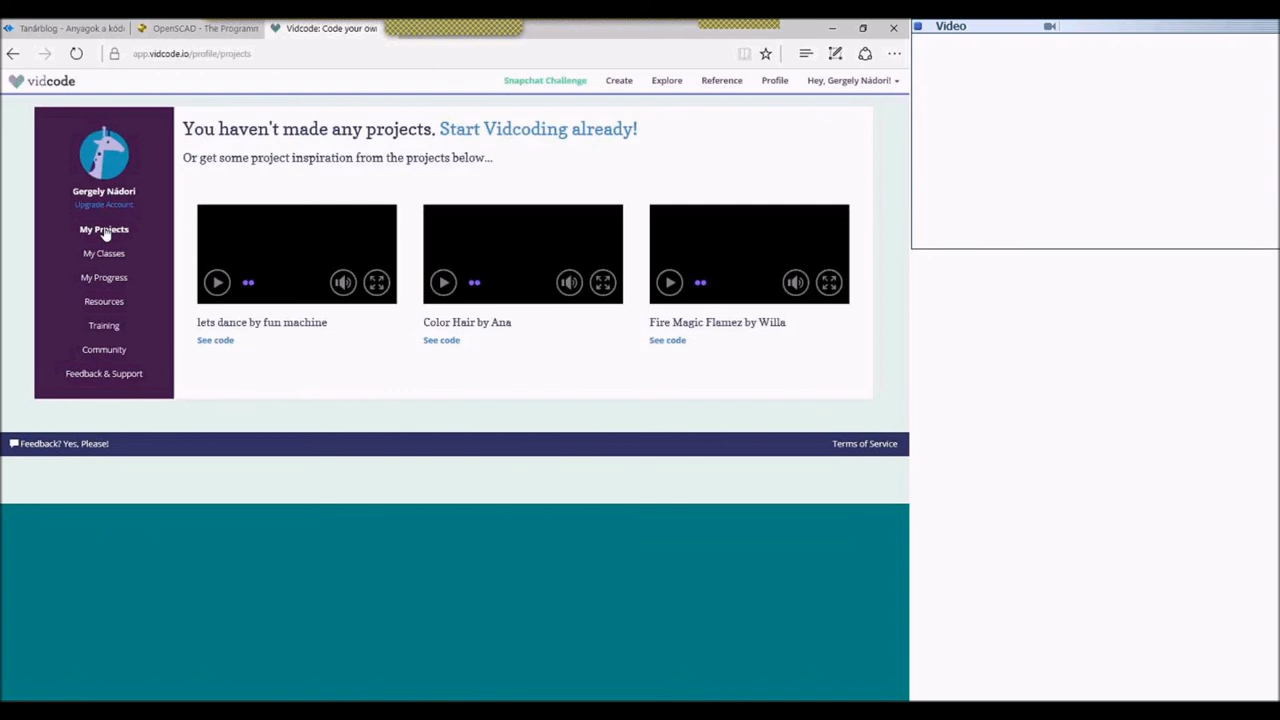 Tanárblog - Anyagok a kódo
OpenSCAD - The Programm
Vidcode: Code your own
Video
app.vidcode.io/profile/projects
vidcode
Snapchat Challenge
Create
Explore
Reference
Profile
Hey, Gergely Nádori!
Gergely Nádori
Upgrade Account
My Projects
My Classes
My Progress
Resources
Training
Community
Feedback & Support
You haven't made any projects. Start Vidcoding already!
Or get some project inspiration from the projects below...
lets dance by fun machine
See code
Color Hair by Ana
See code
Fire Magic Flamez by Willa
See code
Feedback? Yes, Please!
Terms of Service